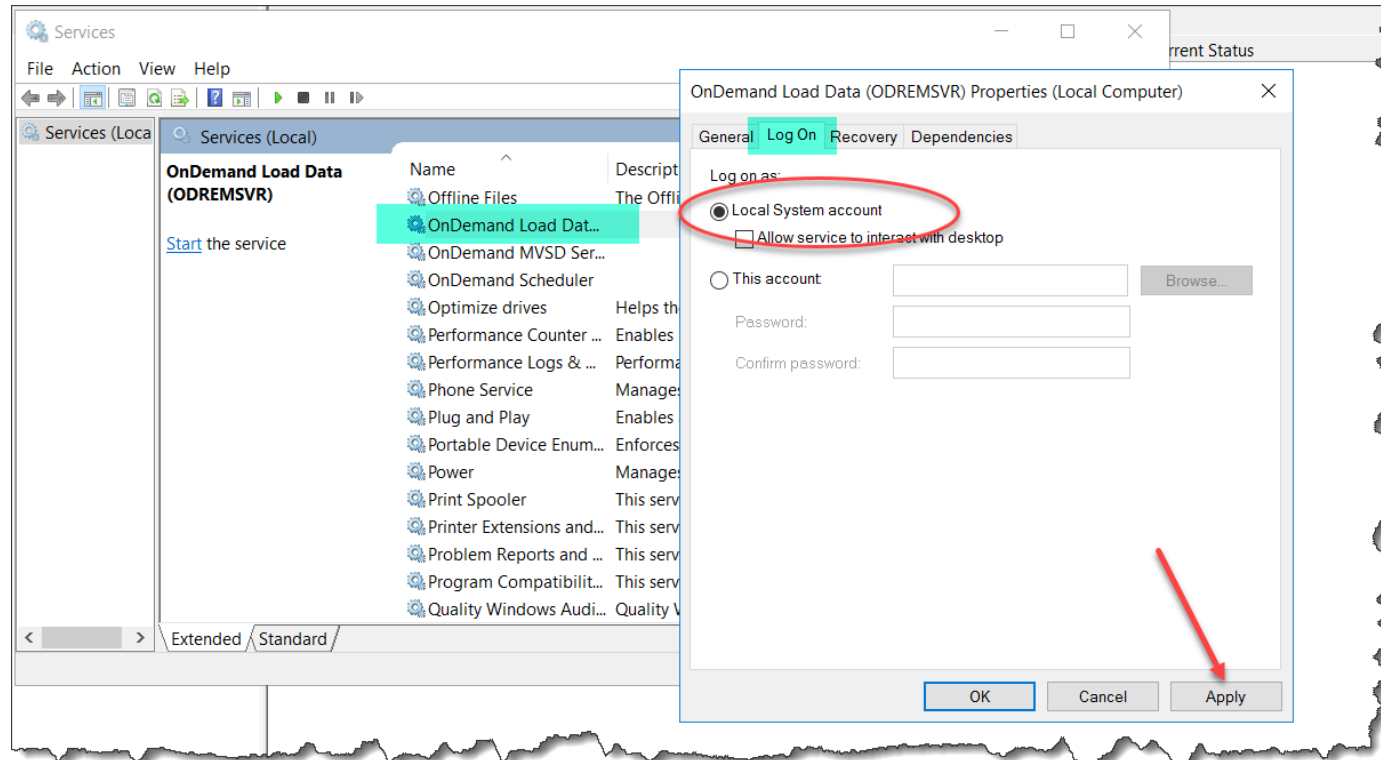 Services
rrent Status
File Action View Help
Services (Loca
Services (Local)
OnDemand Load Data
(ODREMSVR)
Start the service
Name Descript
Offline Files The Offli
OnDemand Load Dat...
OnDemand MVSD Ser...
OnDemand Scheduler
Optimize drives Helps th
Performance Counter ... Enables
Performance Logs & ... Performa
Phone Service Manages
Plug and Play Enables
Portable Device Enum... Enforces
Power Manages
Print Spooler This serv
Printer Extensions and... This serv
Problem Reports and ... This serv
Program Compatibilit... This serv
Quality Windows Audi... Quality W
Extended Standard
OnDemand Load Data (ODREMSVR) Properties (Local Computer)
General Log On Recovery Dependencies
Log on as:
Local System account
Allow service to interact with desktop
This account:
Browse...
Password:
Confirm password:
OK Cancel Apply